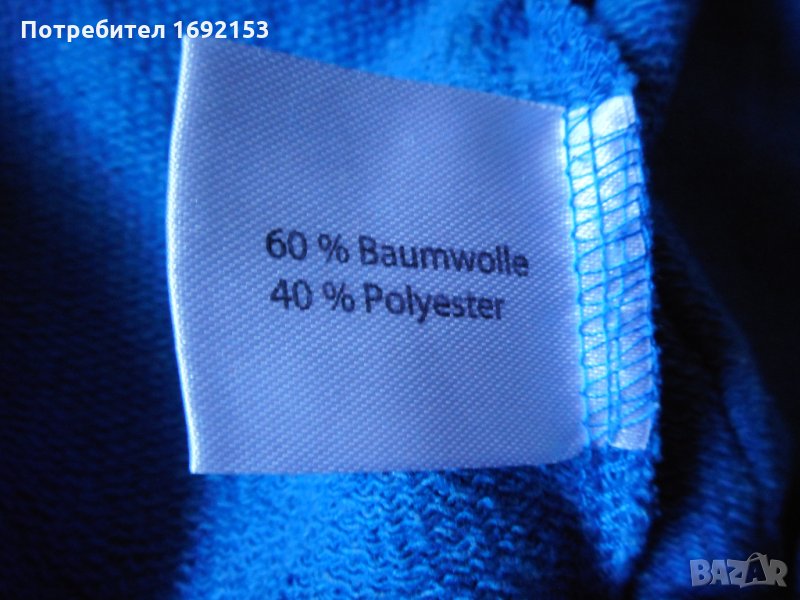 Потребител 1692153
60 % Baumwolle
40 % Polyester
BAZAR